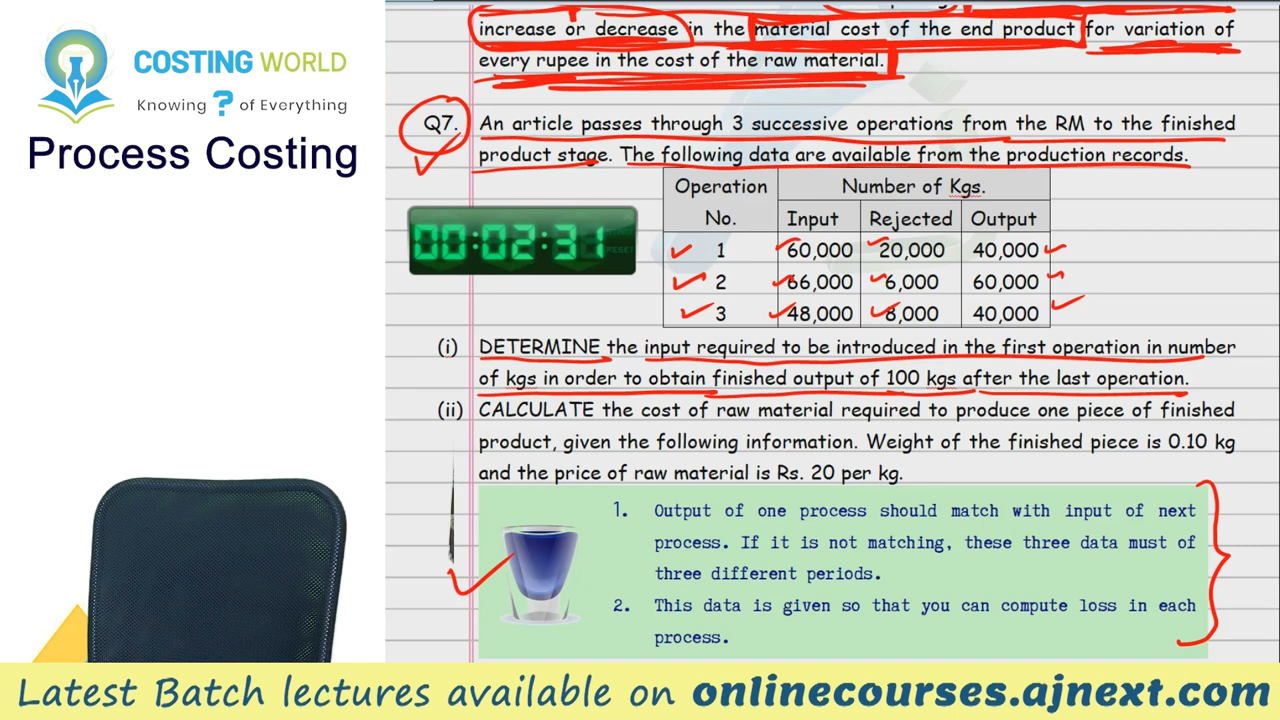 COSTING WORLD
Knowing ? of Everything
Process Costing
increase or decrease in the material cost of the end product for variation of
every rupee in the cost of the raw material.
Q7. An article passes through 3 successive operations from the RM to the finished
product stage. The following data are available from the production records.
Operation No. Number of Kgs.
Input Rejected Output
1 60,000 20,000 40,000
2 66,000 6,000 60,000
3 48,000 8,000 40,000
00:02:31
(i) DETERMINE the input required to be introduced in the first operation in number
of kgs in order to obtain finished output of 100 kgs after the last operation.
(ii) CALCULATE the cost of raw material required to produce one piece of finished
product, given the following information. Weight of the finished piece is 0.10 kg
and the price of raw material is Rs. 20 per kg.
1. Output of one process should match with input of next
process. If it is not matching, these three data must of
three different periods.
2. This data is given so that you can compute loss in each
process.
Latest Batch lectures available on onlinecourses.ajnext.com